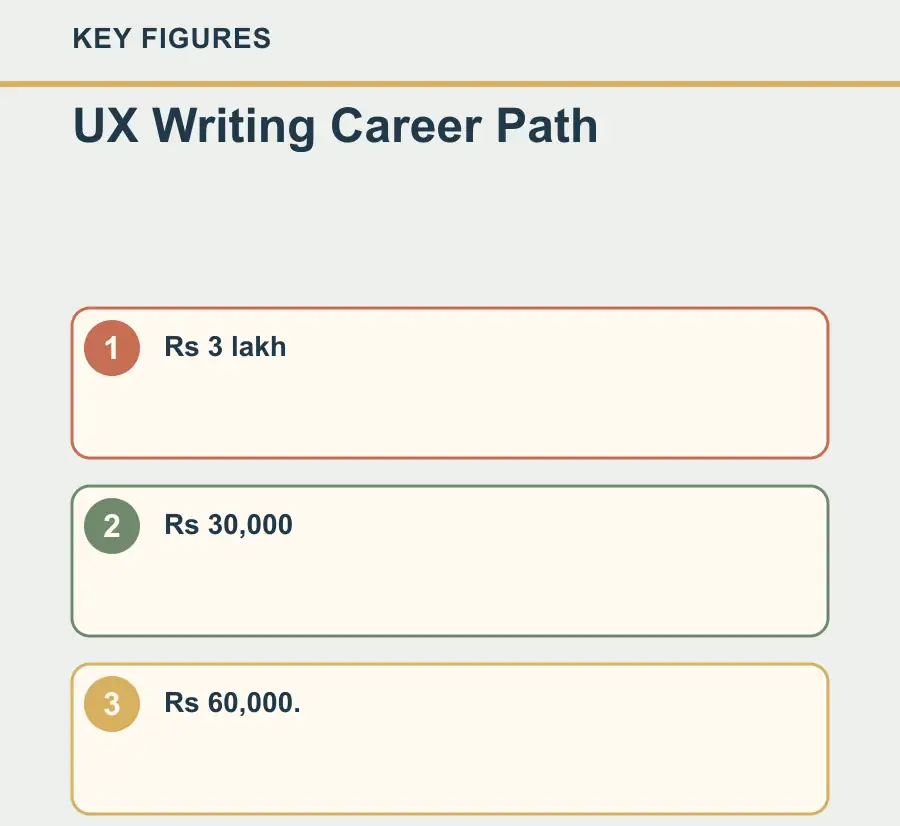 KEY FIGURES
UX Writing Career Path
1
Rs 3 lakh
2
Rs 30,000
3
Rs 60,000.